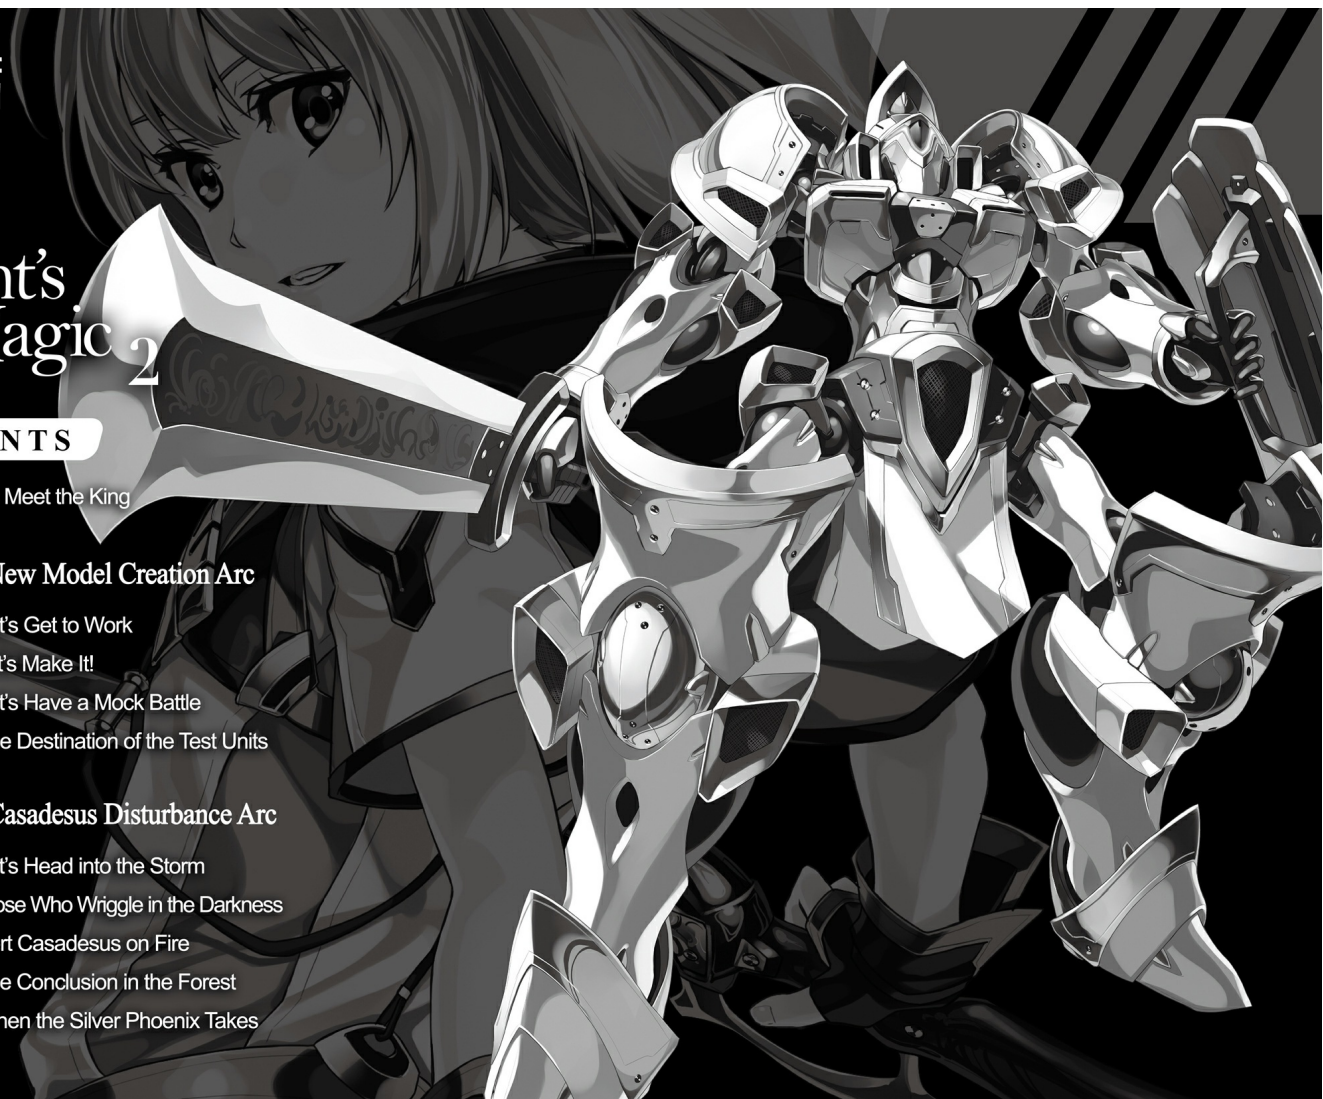 nt's
agic 2
NTS
Meet the King
New Model Creation Arc
t's Get to Work
t's Make It!
t's Have a Mock Battle
e Destination of the Test Units
Casadesus Disturbance Arc
t's Head into the Storm
ose Who Wriggle in the Darkness
rt Casadesus on Fire
e Conclusion in the Forest
hen the Silver Phoenix Takes